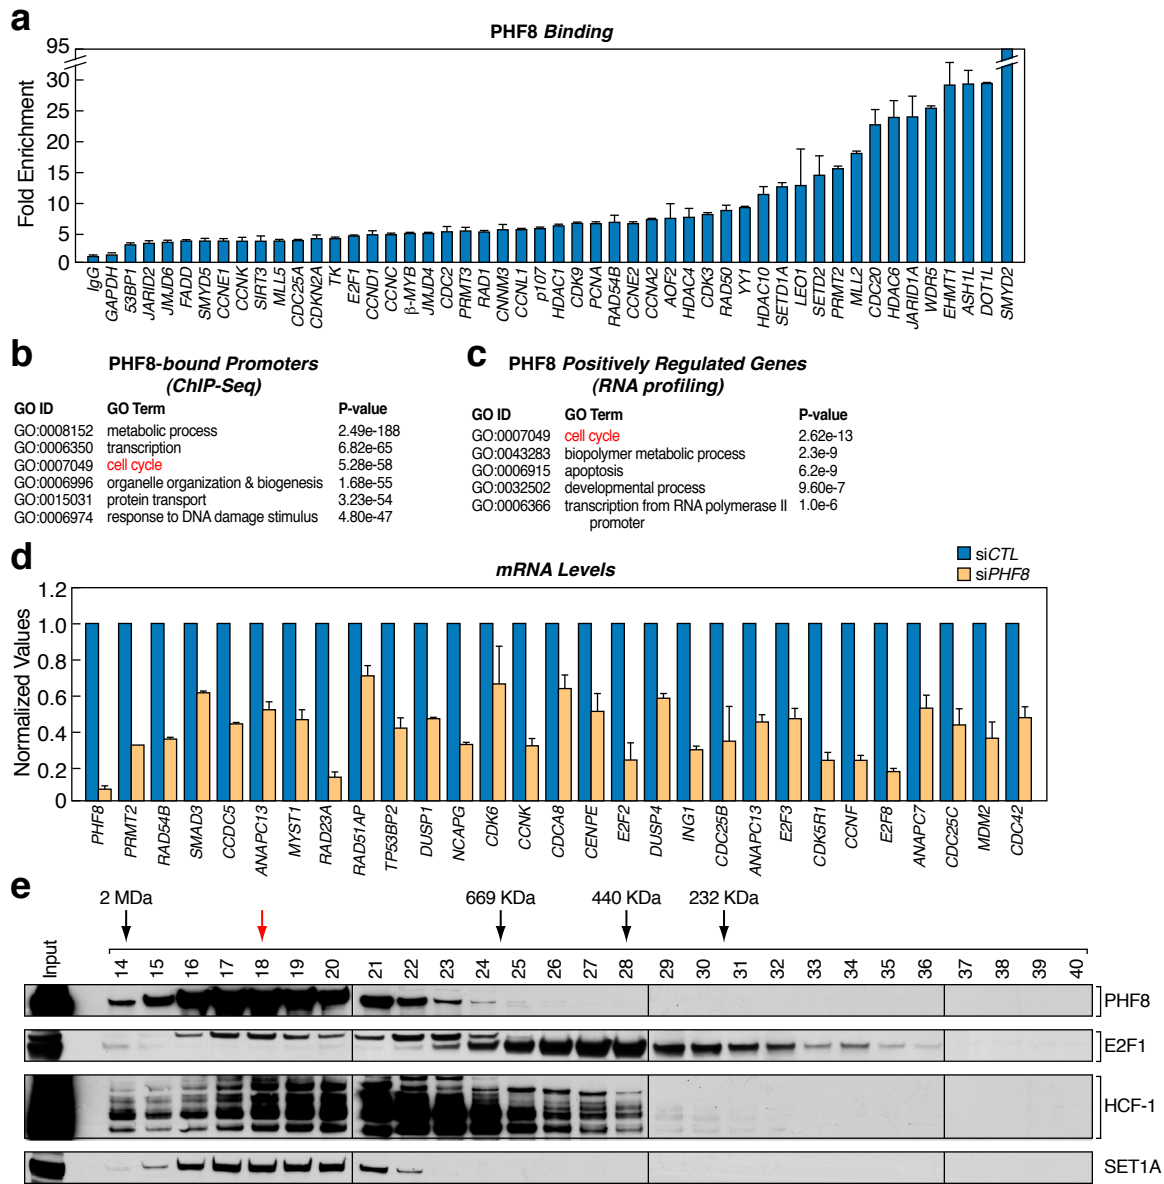 a
PHF8 Binding
Fold Enrichment
95
30
25
20
15
10
5
0
IgG GAPDH 53BP1 JARID2 JMJD6 FADD SMYD5 CCNE1 CCNK SIRT3 MLL5 CDC25A CDKN2A TK E2F1 CCND1 CCNC β-MYB JMJD4 CDC2 PRMT3 RAD1 CNNM3 CCNL1 p107 HDAC1 CDK9 PCNA RAD54B CCNE2 CCNA2 AOF2 HDAC4 CDK3 RAD50 YY1 HDAC10 SETD1A LEO1 SETD2 PRMT2 MLL2 CDC20 HDAC6 JARID1A WDR5 EHMT1 ASH1L DOT1L SMYD2
b
PHF8-bound Promoters
(ChIP-Seq)
GO ID GO Term P-value
GO:0008152 metabolic process 2.49e-188
GO:0006350 transcription 6.82e-65
GO:0007049 cell cycle 5.28e-58
GO:0006996 organelle organization & biogenesis 1.68e-55
GO:0015031 protein transport 3.23e-54
GO:0006974 response to DNA damage stimulus 4.80e-47
c
PHF8 Positively Regulated Genes
(RNA profiling)
GO ID GO Term P-value
GO:0007049 cell cycle 2.62e-13
GO:0043283 biopolymer metabolic process 2.3e-9
GO:0006915 apoptosis 6.2e-9
GO:0032502 developmental process 9.60e-7
GO:0006366 transcription from RNA polymerase II 1.0e-6
promoter
d
mRNA Levels
siCTL
siPHF8
Normalized Values
1.2
1.0
0.8
0.6
0.4
0.2
0
PHF8 PRMT2 RAD54B SMAD3 CCDC5 ANAPC13 MYST1 RAD23A RAD51AP TP53BP2 DUSP1 NCAPG CDK6 CCNK CDCA8 CENPE E2F2 DUSP4 ING1 CDC25B ANAPC13 E2F3 CDK5R1 CCNF E2F8 ANAPC7 CDC25C MDM2 CDC42
e
2 MDa 669 KDa 440 KDa 232 KDa
Input 14 15 16 17 18 19 20 21 22 23 24 25 26 27 28 29 30 31 32 33 34 35 36 37 38 39 40
PHF8
E2F1
HCF-1
SET1A